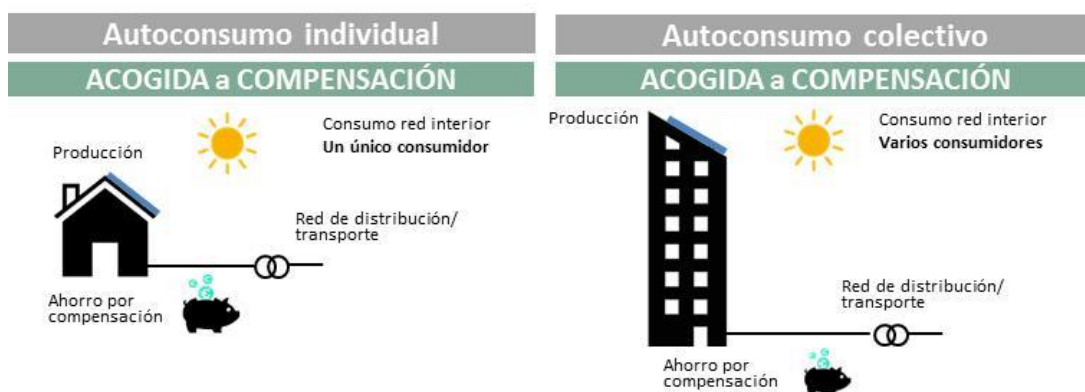 Autoconsumo individual
ACOGIDA a COMPENSACIÓN
Consumo red interior
Un único consumidor
Producción
Red de distribución/
transporte
Ahorro por
compensación
Autoconsumo colectivo
ACOGIDA a COMPENSACIÓN
Producción
Consumo red interior
Varios consumidores
Red de distribución/
transporte
Ahorro por
compensación